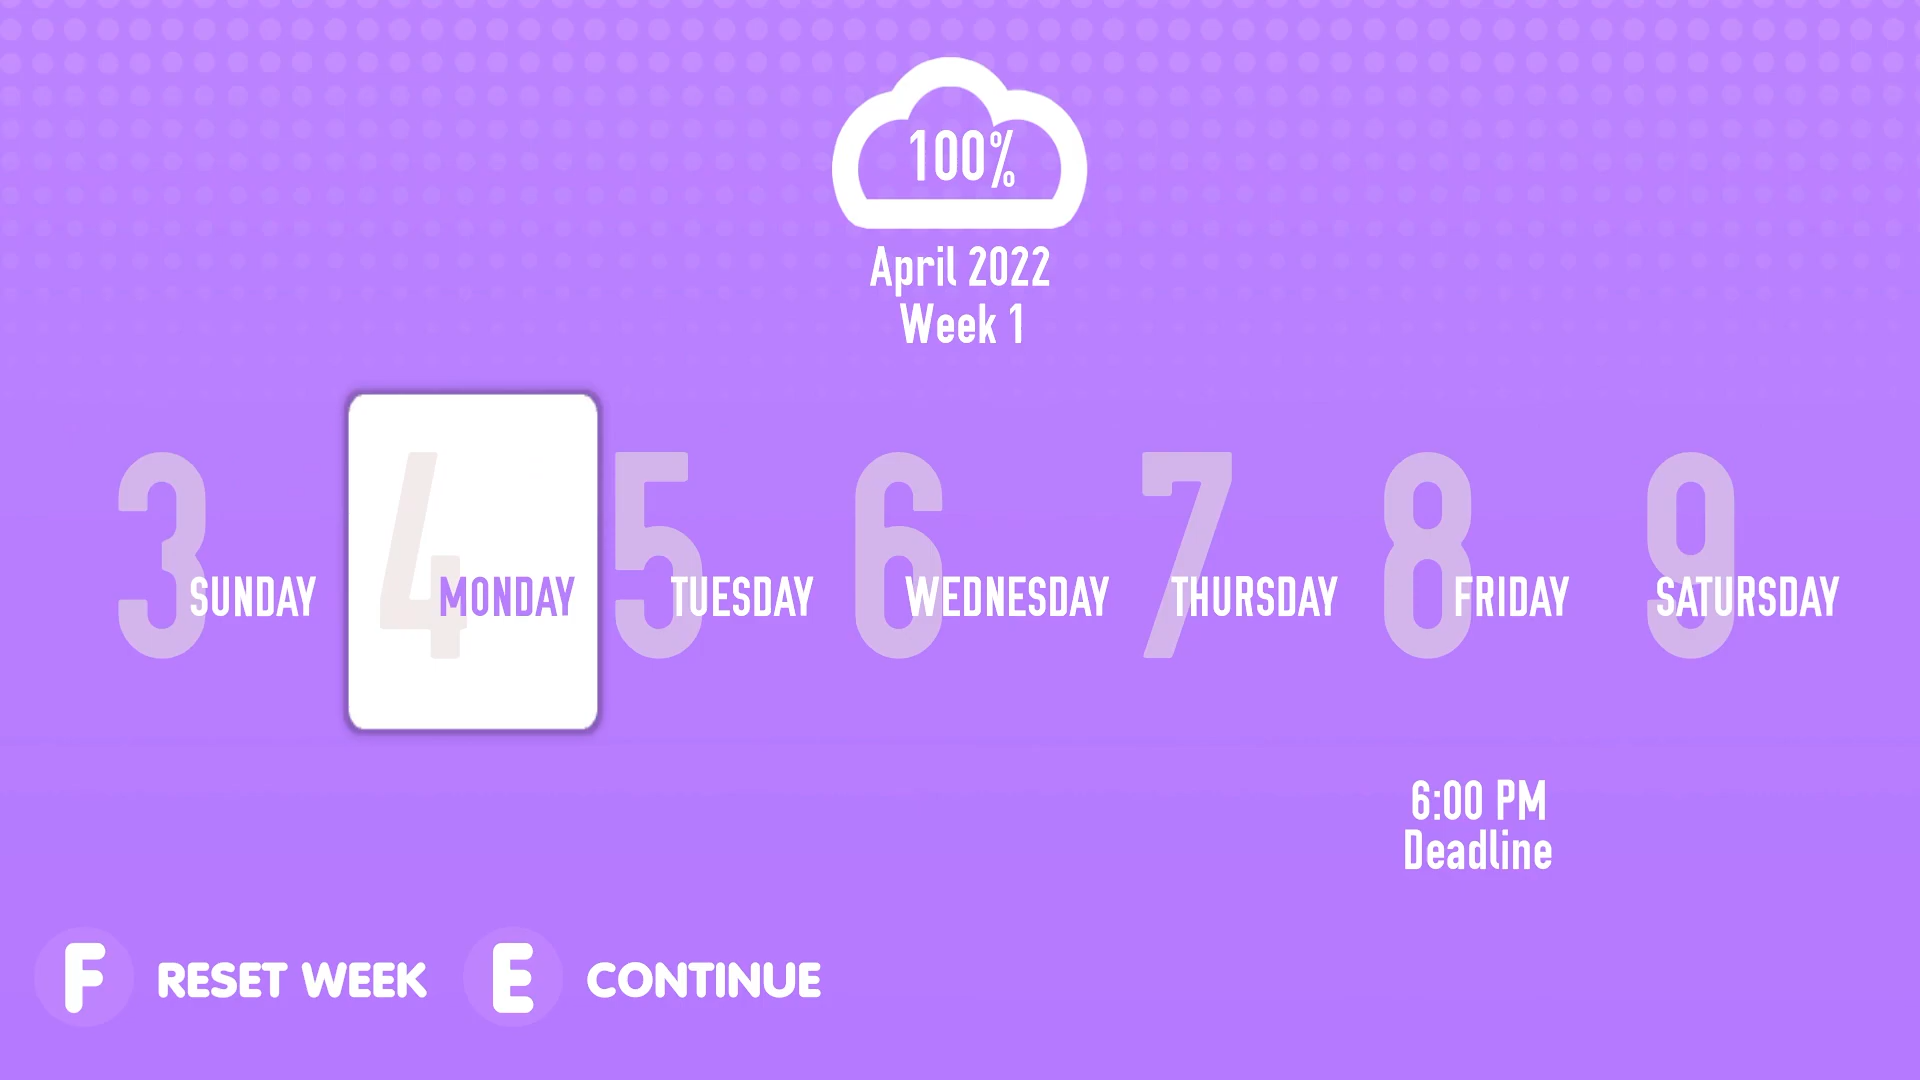 100%
April 2022
Week 1
3 SUNDAY
4 MONDAY
5 TUESDAY
6 WEDNESDAY
7 THURSDAY
8 FRIDAY
9 SATURSDAY
6:00 PM
Deadline
F RESET WEEK E CONTINUE